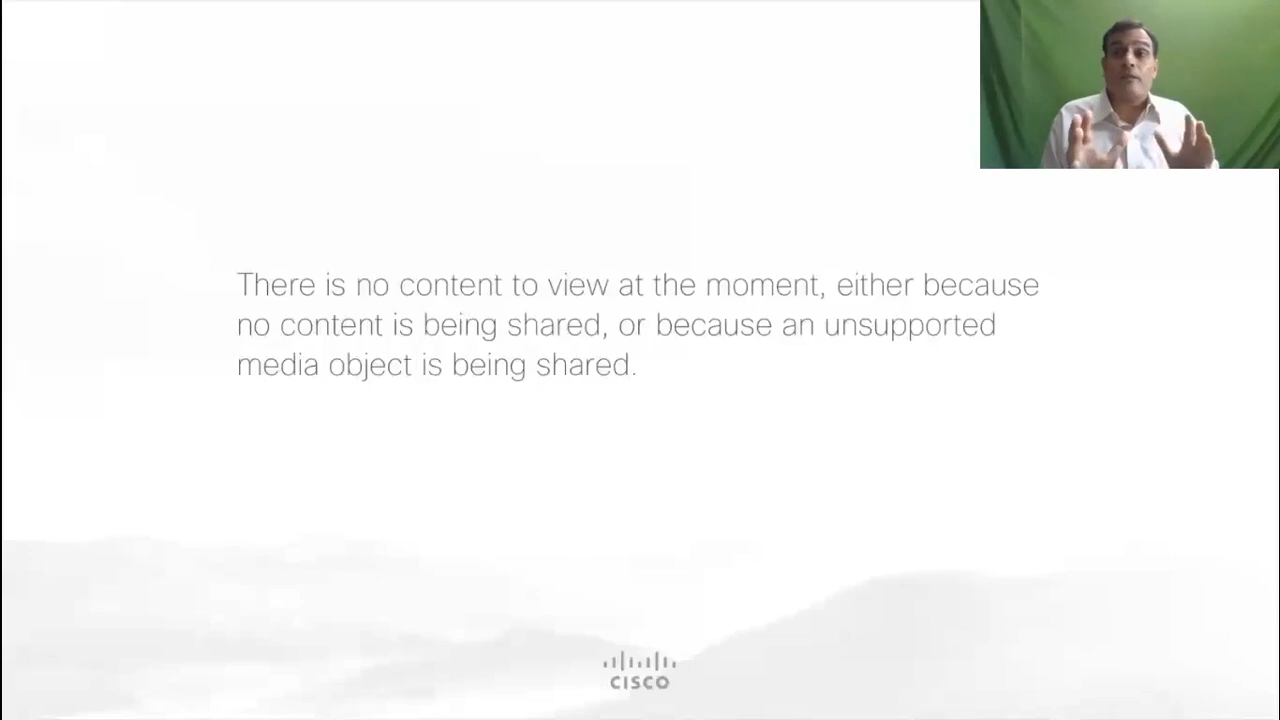 There is no content to view at the moment, either because
no content is being shared, or because an unsupported
media object is being shared.
CISCO